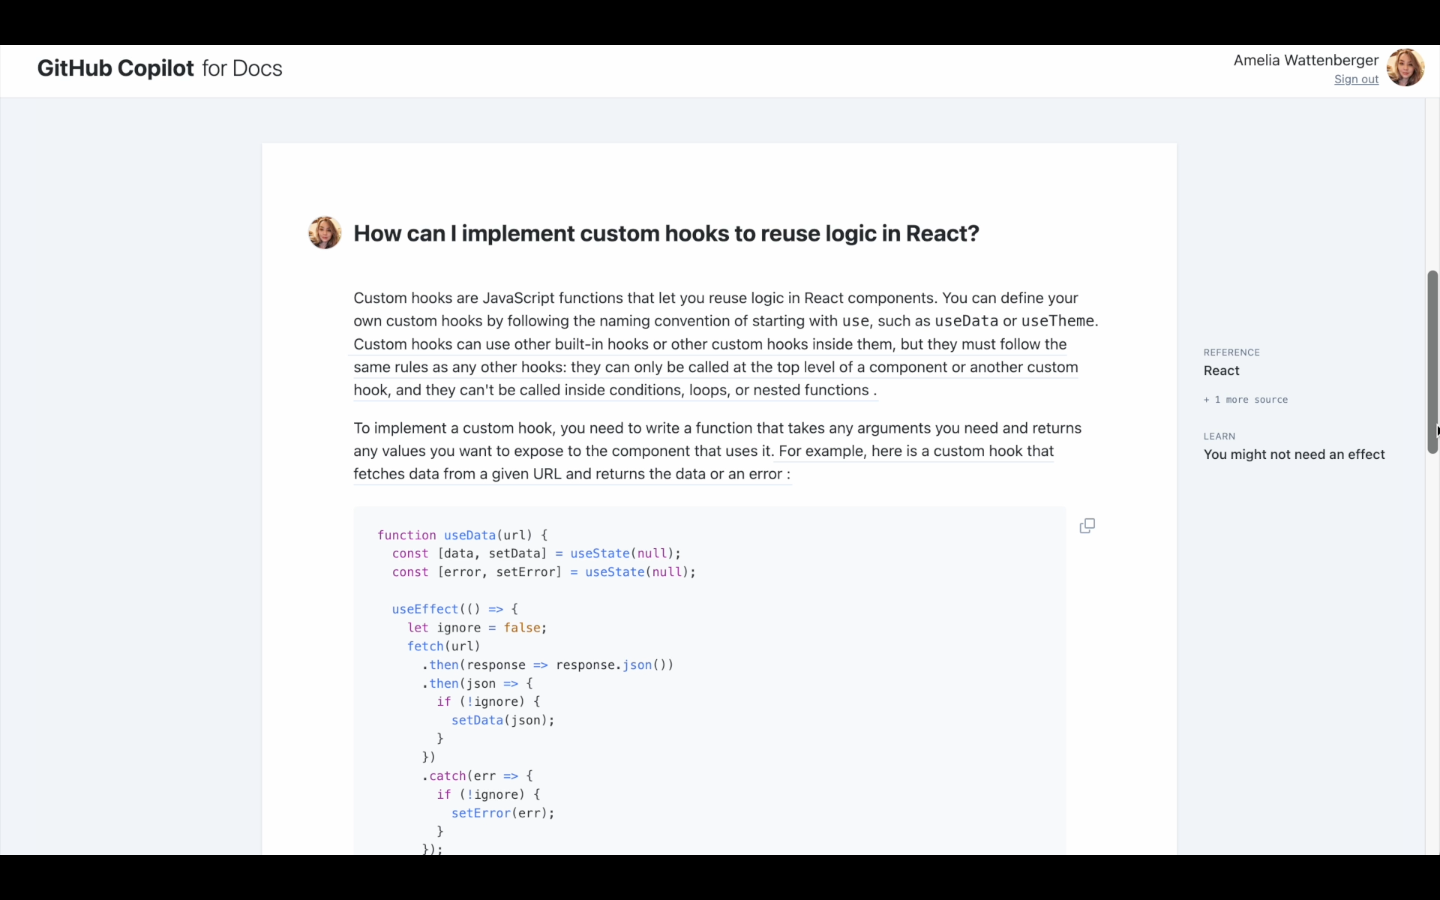 GitHub Copilot for Docs
Amelia Wattenberger
Sign out
How can I implement custom hooks to reuse logic in React?
Custom hooks are JavaScript functions that let you reuse logic in React components. You can define your
own custom hooks by following the naming convention of starting with use, such as useData or useTheme.
Custom hooks can use other built-in hooks or other custom hooks inside them, but they must follow the
same rules as any other hooks: they can only be called at the top level of a component or another custom
hook, and they can't be called inside conditions, loops, or nested functions .
To implement a custom hook, you need to write a function that takes any arguments you need and returns
any values you want to expose to the component that uses it. For example, here is a custom hook that
fetches data from a given URL and returns the data or an error :
function useData(url) {
  const [data, setData] = useState(null);
  const [error, setError] = useState(null);
  useEffect(() => {
    let ignore = false;
    fetch(url)
      .then(response => response.json())
      .then(json => {
        if (!ignore) {
          setData(json);
        }
      })
      .catch(err => {
        if (!ignore) {
          setError(err);
        }
      });
REFERENCE
React
+ 1 more source
LEARN
You might not need an effect